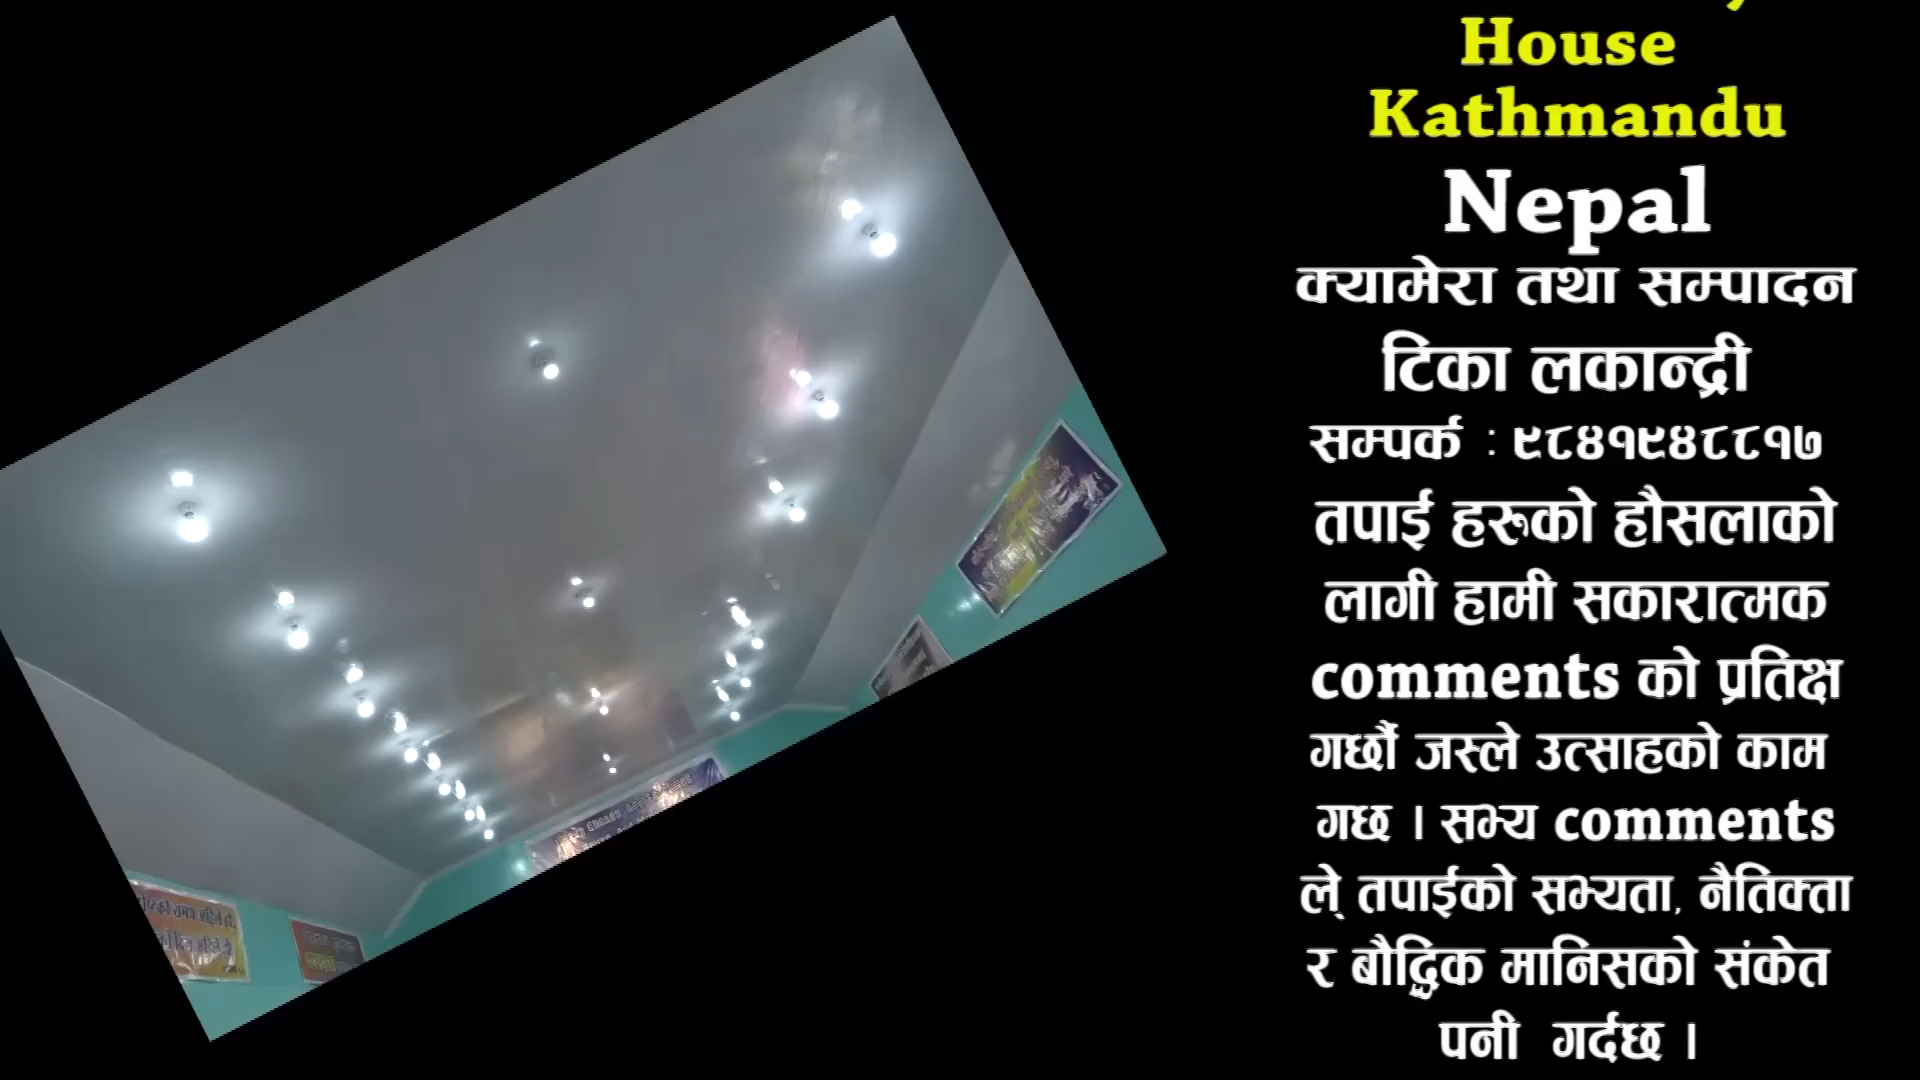 House
Kathmandu
Nepal
क्यामेरा तथा सम्पादन
टिका लकान्द्री
सम्पर्क : ९८४१९४८८१७
तपाई हरुको हौसलाको
लागी हामी सकारात्मक
comments को प्रतिक्ष
गर्छौं जस्ले उत्साहको काम
गछ । सभ्य comments
ले् तपाईको सभ्यता, नैतिक्ता
र बौद्धिक मानिसको संकेत
पनी गर्दछ ।